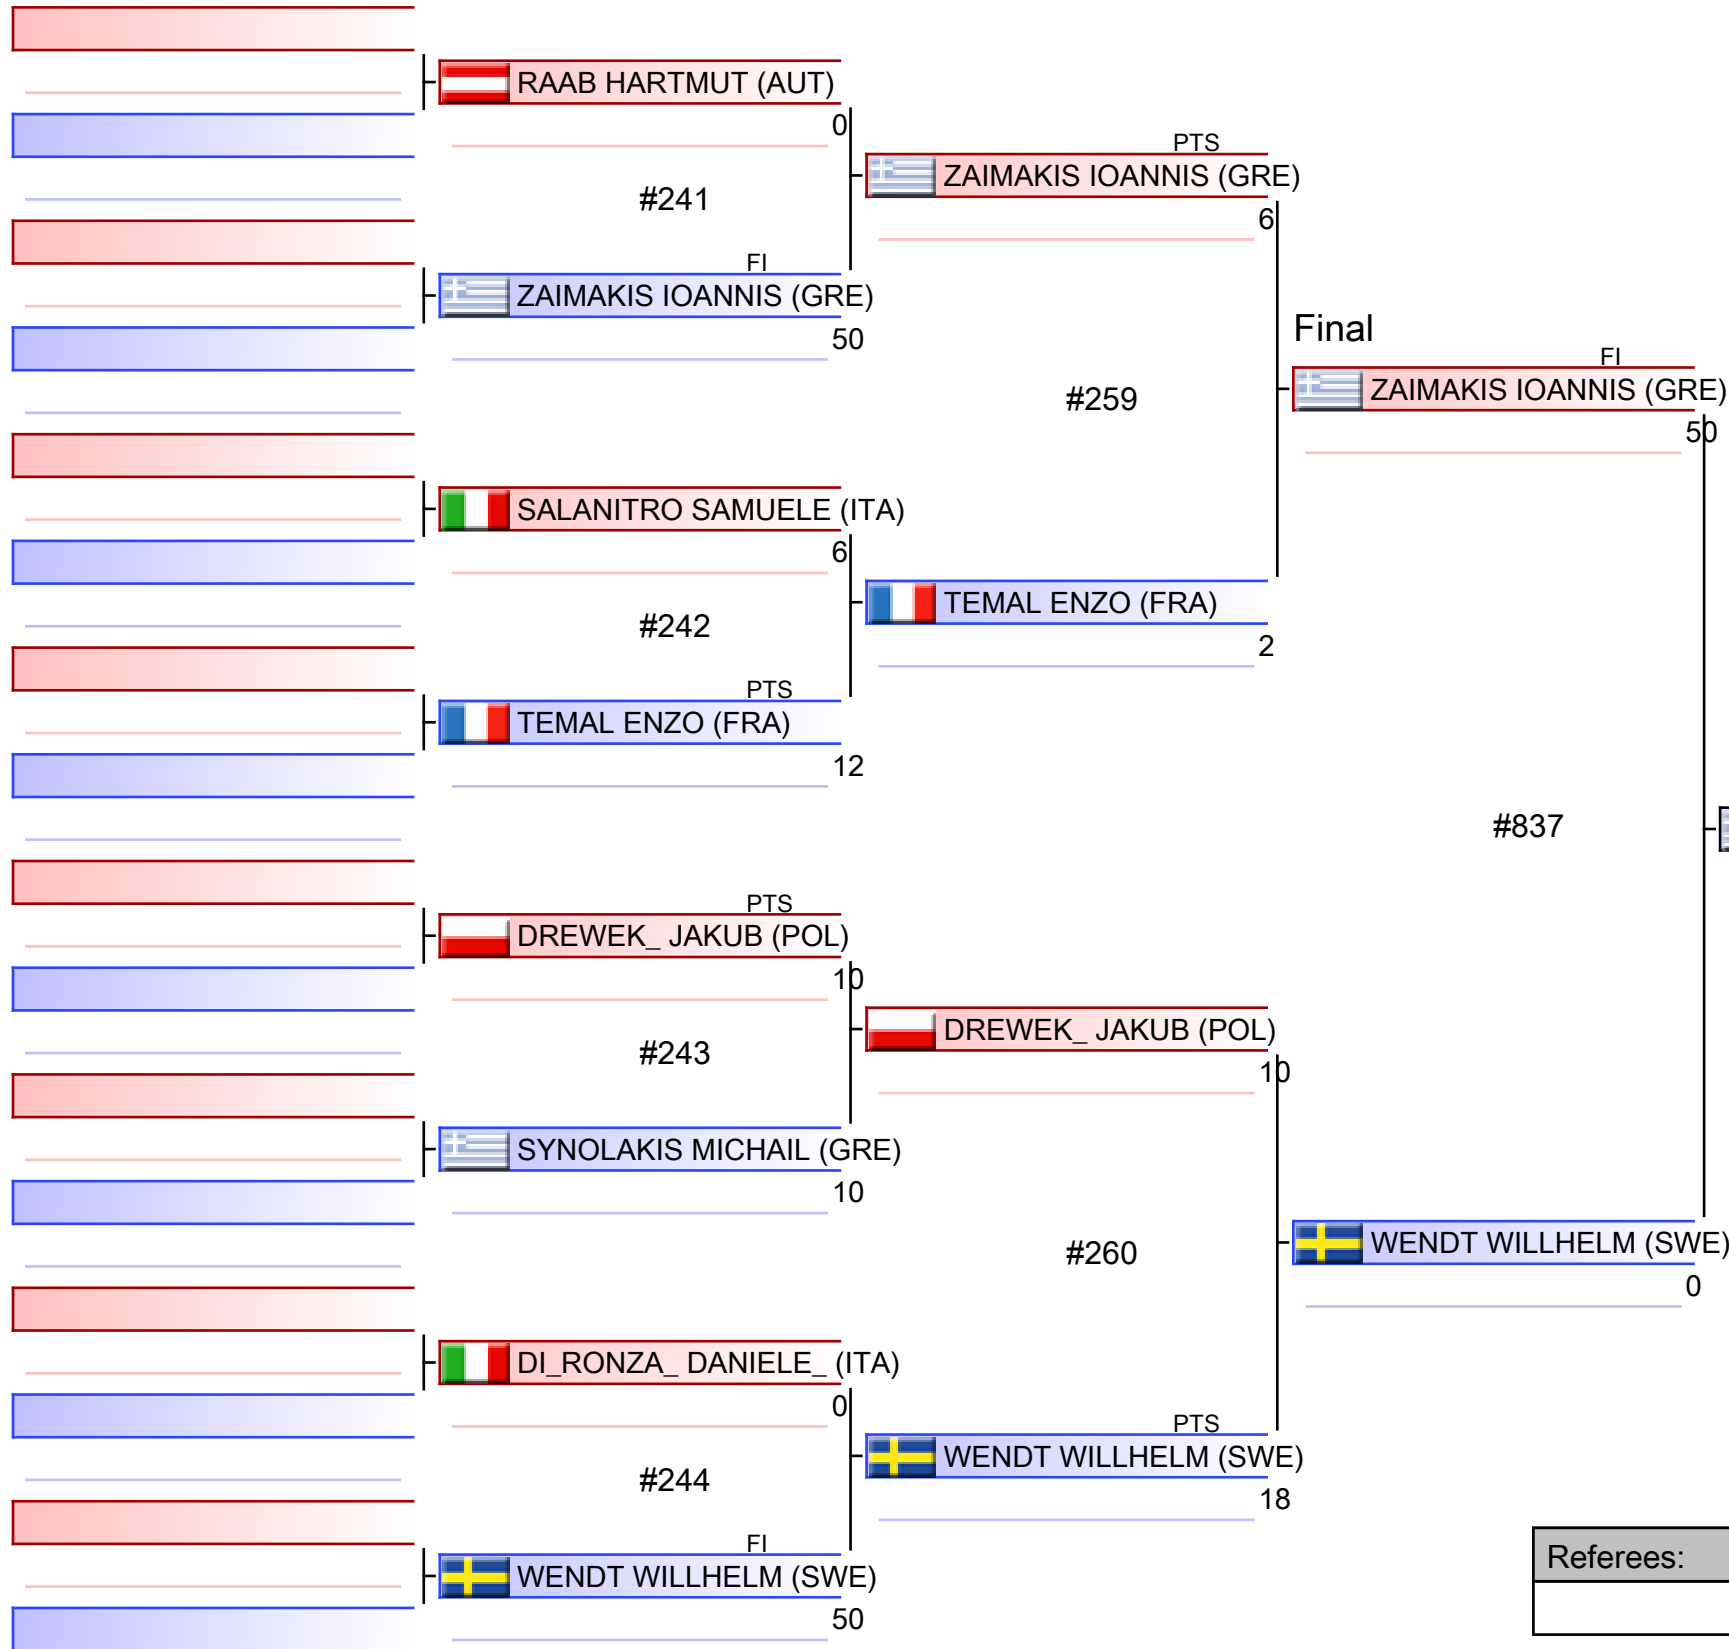 RAAB HARTMUT (AUT)
0
#241
FI
ZAIMAKIS IOANNIS (GRE)
50
SALANITRO SAMUELE (ITA)
6
#242
PTS
TEMAL ENZO (FRA)
12
PTS
DREWEK_ JAKUB (POL)
10
#243
SYNOLAKIS MICHAIL (GRE)
10
DI_RONZA_ DANIELE_ (ITA)
0
#244
FI
WENDT WILLHELM (SWE)
50
PTS
ZAIMAKIS IOANNIS (GRE)
6
#259
TEMAL ENZO (FRA)
2
DREWEK_ JAKUB (POL)
10
#260
PTS
WENDT WILLHELM (SWE)
18
Final
FI
ZAIMAKIS IOANNIS (GRE)
50
#837
WENDT WILLHELM (SWE)
0
Referees: